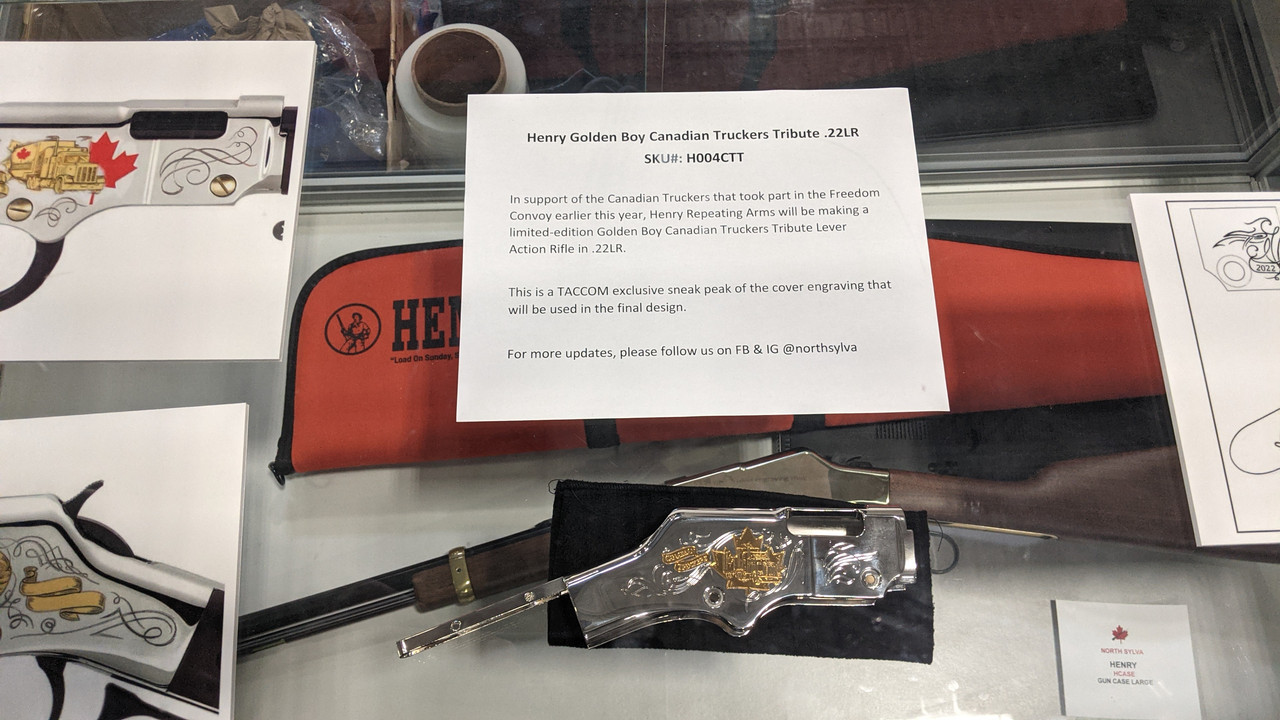 Henry Golden Boy Canadian Truckers Tribute .22LR
SKU#: H004CTT
In support of the Canadian Truckers that took part in the Freedom
Convoy earlier this year, Henry Repeating Arms will be making a
limited-edition Golden Boy Canadian Truckers Tribute Lever
Action Rifle in .22LR.
This is a TACCOM exclusive sneak peak of the cover engraving that
will be used in the final design.
For more updates, please follow us on FB & IG @northsylva
HEN
"Load On Sunday,
2022
NORTH SYLVA
HENRY
HCASE
GUN CASE LARGE